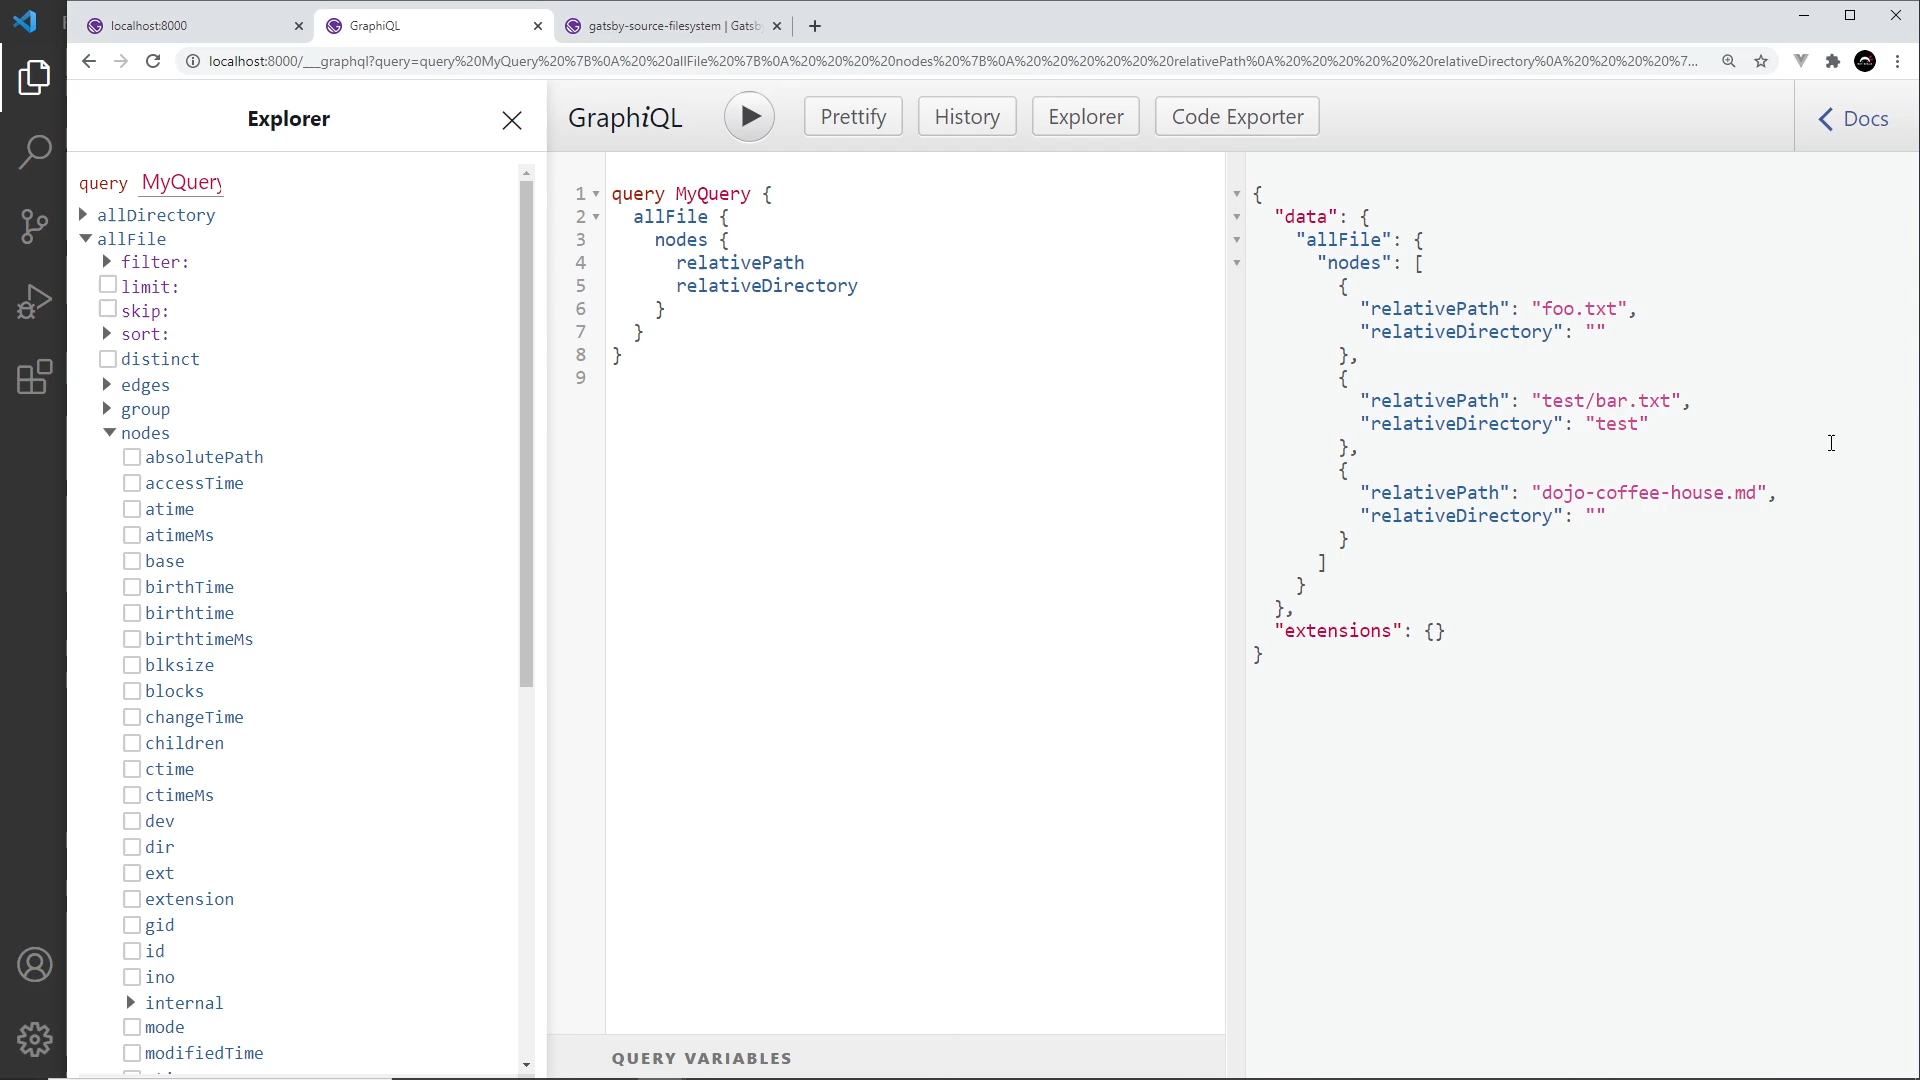 localhost:8000
GraphiQL
gatsby-source-filesystem | Gatsb
localhost:8000/___graphql?query=query%20MyQuery%20%7B%0A%20%20allFile%20%7B%0A%20%20%20%20nodes%20%7B%0A%20%20%20%20%20%20relativePath%0A%20%20%20%20%20%20relativeDirectory%0A%20%20%20%20%7...
Explorer
GraphiQL
Prettify
History
Explorer
Code Exporter
Docs
query MyQuery
allDirectory
allFile
filter:
limit:
skip:
sort:
distinct
edges
group
nodes
absolutePath
accessTime
atime
atimeMs
base
birthTime
birthtime
birthtimeMs
blksize
blocks
changeTime
children
ctime
ctimeMs
dev
dir
ext
extension
gid
id
ino
internal
mode
modifiedTime
1 query MyQuery {
2 allFile {
3 nodes {
4 relativePath
5 relativeDirectory
6 }
7 }
8 }
9
QUERY VARIABLES
{
"data": {
"allFile": {
"nodes": [
{
"relativePath": "foo.txt",
"relativeDirectory": ""
},
{
"relativePath": "test/bar.txt",
"relativeDirectory": "test"
},
{
"relativePath": "dojo-coffee-house.md",
"relativeDirectory": ""
}
]
}
},
"extensions": {}
}